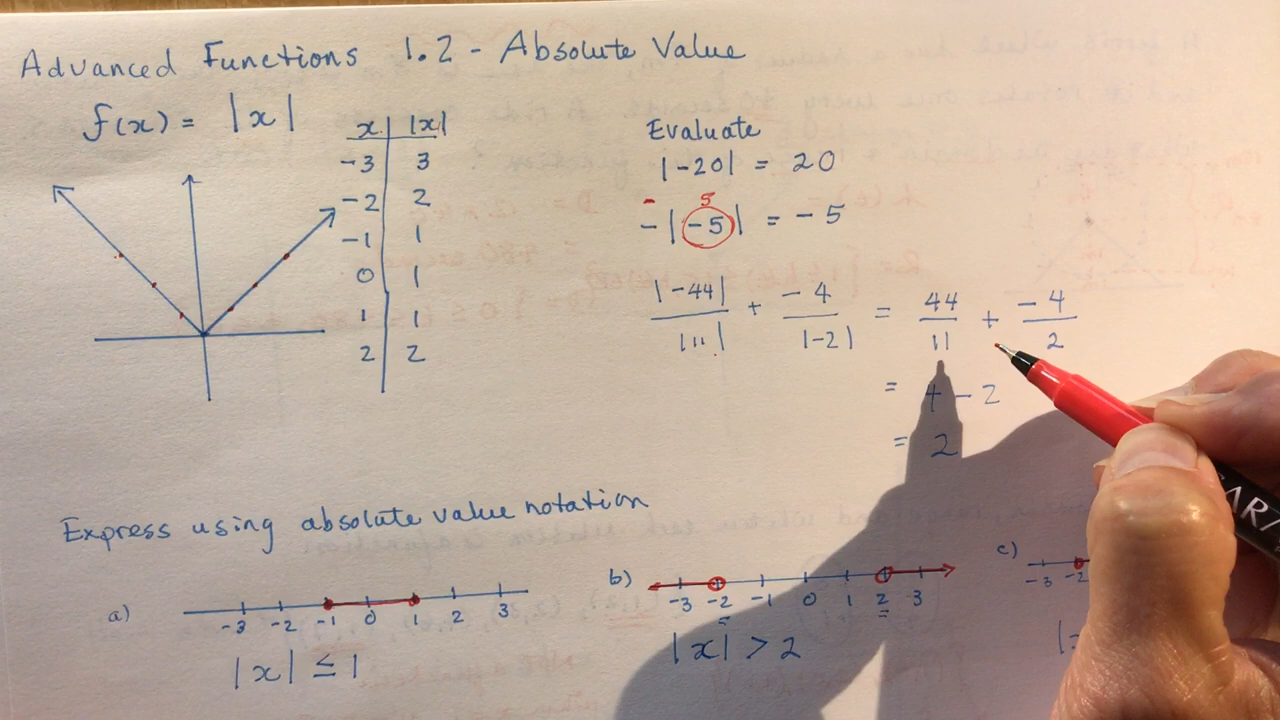 Advanced Functions 1.2 - Absolute Value
f(x) = |x|
x |x|
-3 3
-2 2
-1 1
0 1
1 1
2 2
Evaluate
|-20| = 20
- 5
-|-5| = -5
|-44| / |11| + -4 / |-2| = 44 / 11 + -4 / 2
= 4 - 2
= 2
Express using absolute value notation
a) -3 -2 -1 0 1 2 3
|x| ≤ 1
b) -3 -2 -1 0 1 2 3
|x| > 2
c) -3 -2